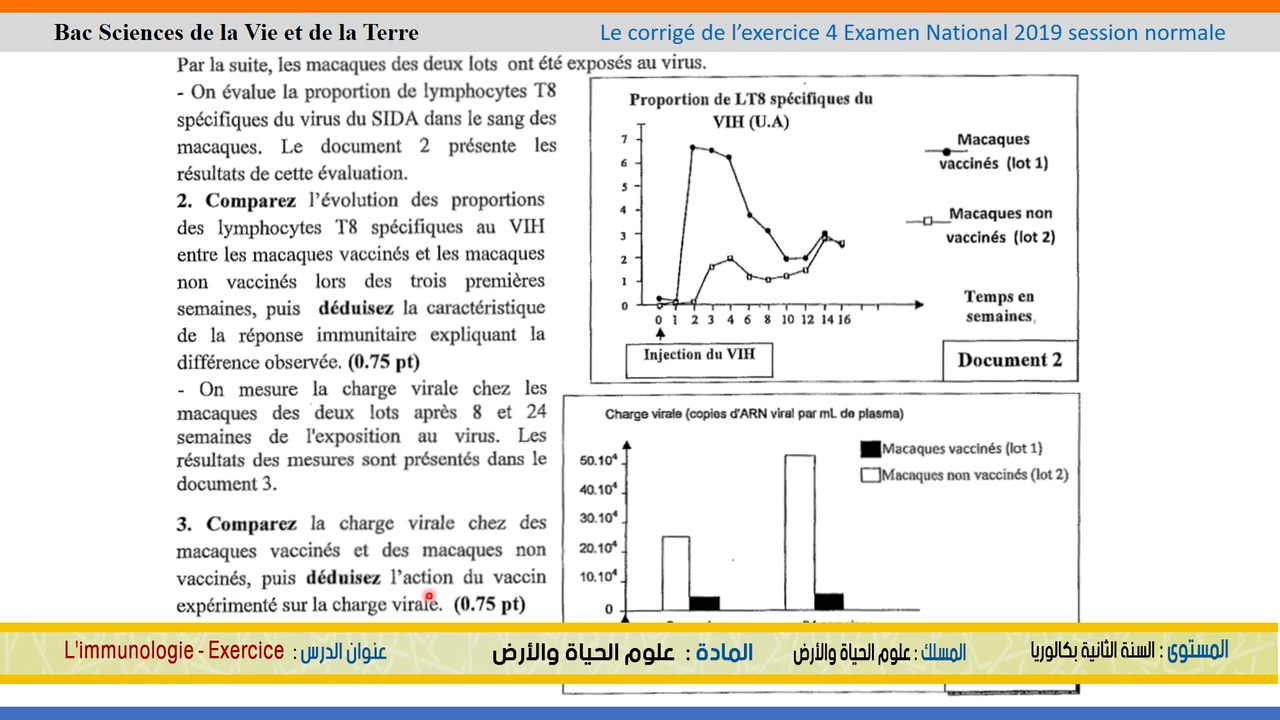 Bac Sciences de la Vie et de la Terre
Le corrigé de l'exercice 4 Examen National 2019 session normale
Par la suite, les macaques des deux lots ont été exposés au virus.
- On évalue la proportion de lymphocytes T8
spécifiques du virus du SIDA dans le sang des
macaques. Le document 2 présente les
résultats de cette évaluation.
2. Comparez l'évolution des proportions
des lymphocytes T8 spécifiques au VIH
entre les macaques vaccinés et les macaques
non vaccinés lors des trois premières
semaines, puis déduisez la caractéristique
de la réponse immunitaire expliquant la
différence observée. (0.75 pt)
- On mesure la charge virale chez les
macaques des deux lots après 8 et 24
semaines de l'exposition au virus. Les
résultats des mesures sont présentés dans le
document 3.
3. Comparez la charge virale chez des
macaques vaccinés et des macaques non
vaccinés, puis déduisez l'action du vaccin
expérimenté sur la charge virale. (0.75 pt)
Proportion de LT8 spécifiques du
VIH (U.A)
7
6
5
4
3
2
1
0
0 1 2 3 4 6 8 10 12 14 16
Macaques
vaccinés (lot 1)
Macaques non
vaccinés (lot 2)
Temps en
semaines
Injection du VIH
Document 2
Charge virale (copies d'ARN viral par mL de plasma)
50.10⁴
40.10⁴
30.10⁴
20.10⁴
10.10⁴
0
Macaques vaccinés (lot 1)
Macaques non vaccinés (lot 2)
المستوى : السنة الثانية بكالوريا
المسلك : علوم الحياة والأرض
المادة : علوم الحياة والأرض
عنوان الدرس : L'immunologie - Exercice